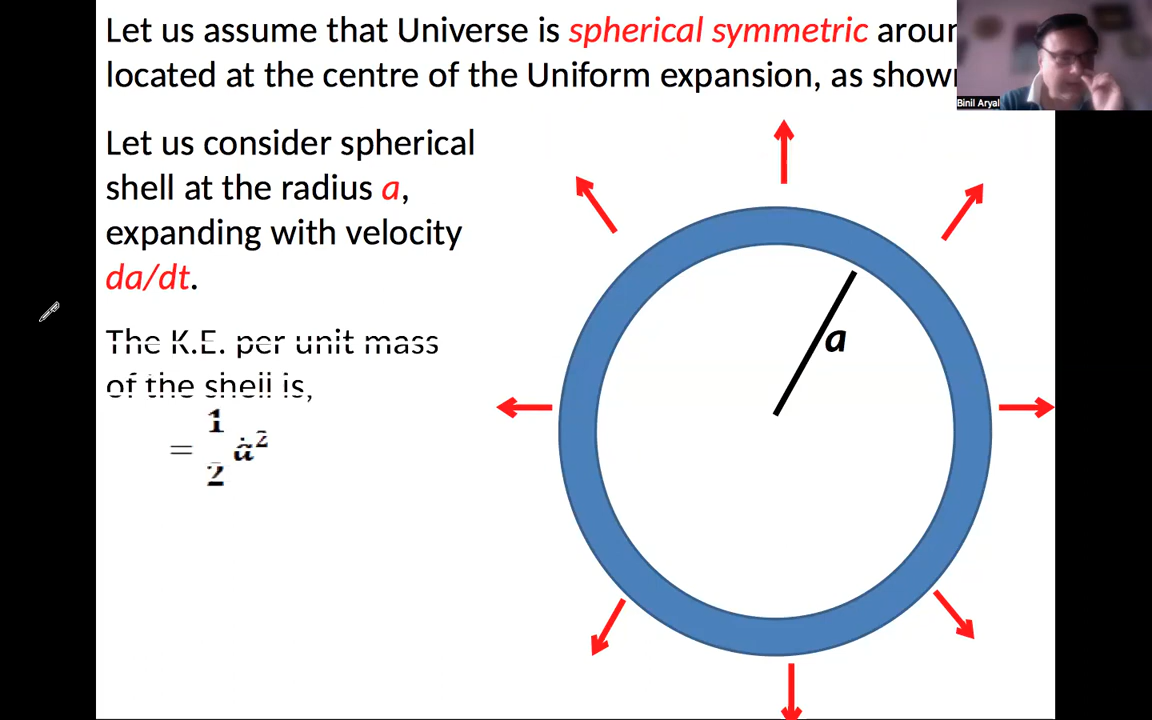 Let us assume that Universe is spherical symmetric
located at the centre of the Uniform expansion, as
Binil Aryal
Let us consider spherical
shell at the radius a,
expanding with velocity
da/dt.
The K.E. per unit mass
of the shell is,
= 1/2 ȧ²
a